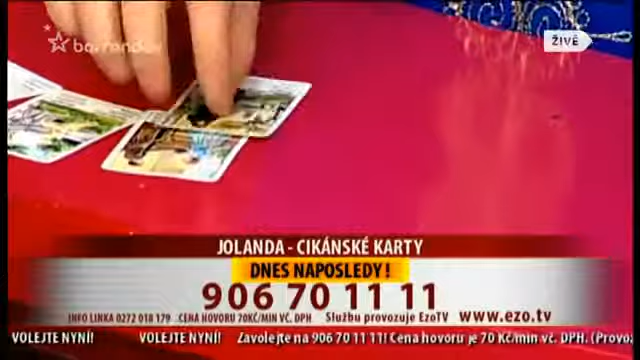 barrandov
ŽIVĚ
JOLANDA - CIKÁNSKÉ KARTY
DNES NAPOSLEDY!
906 70 11 11
INFO LINKA 0272 018 179 ..CENA HOVORU 70KČ/MIN VČ. DPH Službu provozuje EzoTV www.ezo.tv
VOLEJTE NYNÍ! VOLEJTE NYNÍ! Zavolejte na 906 70 11 11! Cena hovoru je 70 Kč/min vč. DPH. (Provo